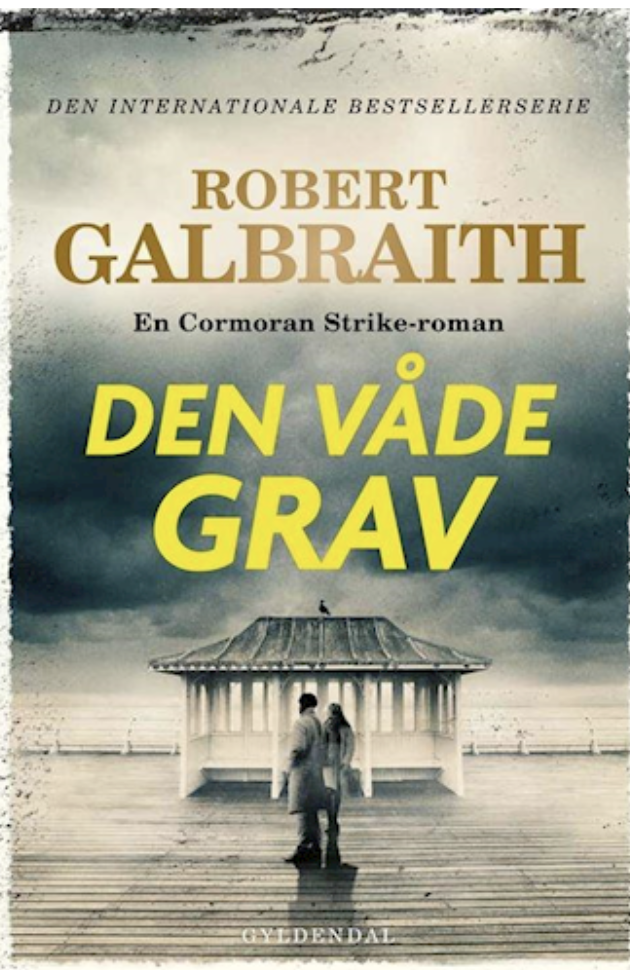 DEN INTERNATIONALE BESTSELLERSERIE
ROBERT
GALBRAITH
En Cormoran Strike-roman
DEN VÅDE
GRAV
GYLDENDAL